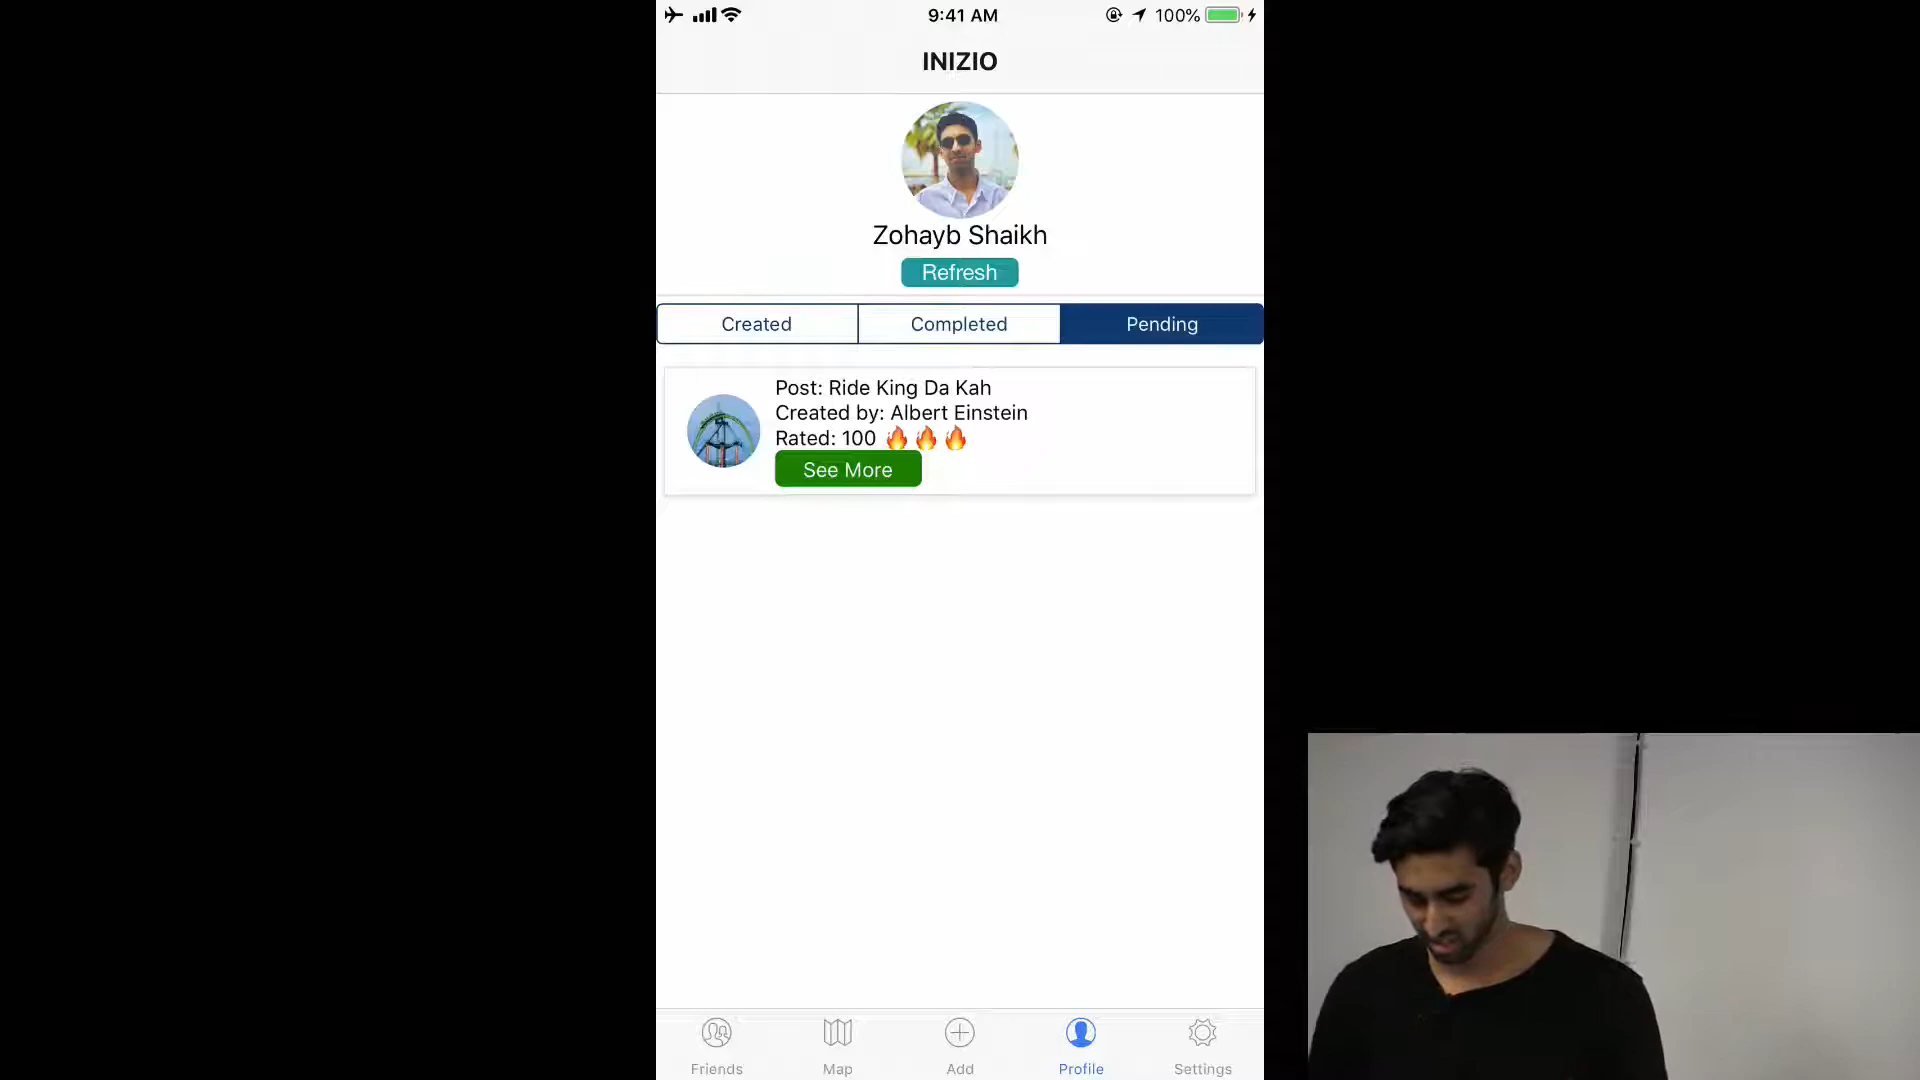 9:41 AM
100%
INIZIO
Zohayb Shaikh
Refresh
Created
Completed
Pending
Post: Ride King Da Kah
Created by: Albert Einstein
Rated: 100 🔥🔥🔥
See More
Friends
Map
Add
Profile
Settings